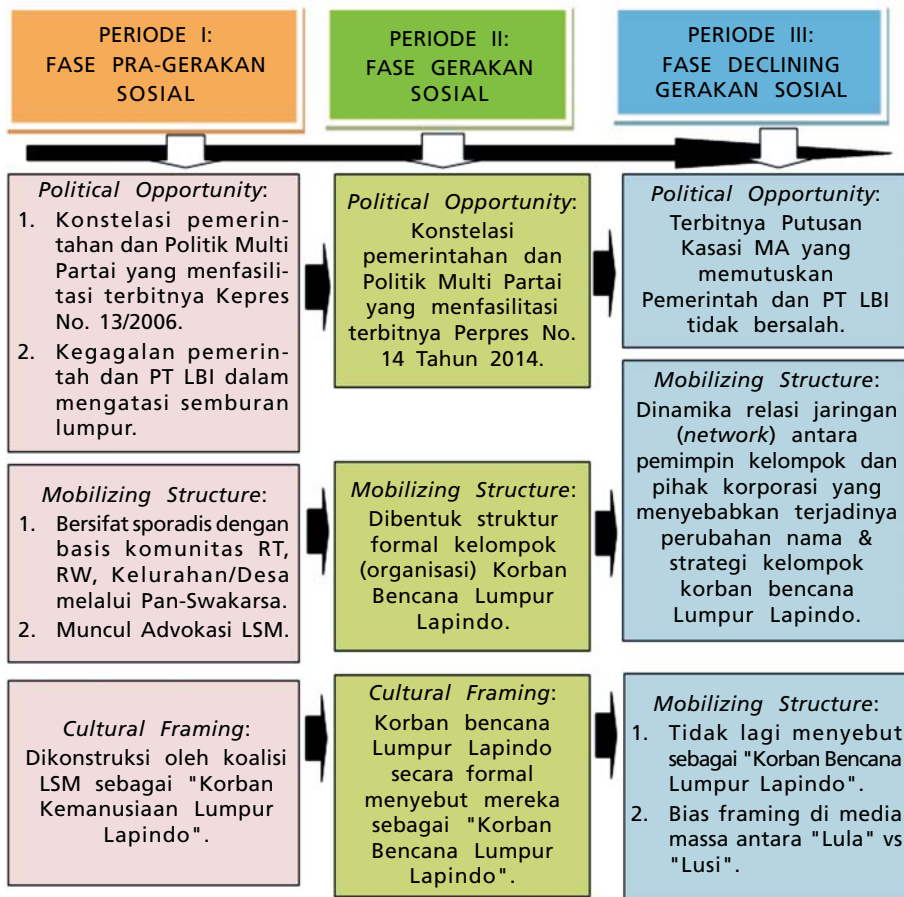 PERIODE I:
FASE PRA-GERAKAN
SOSIAL
PERIODE II:
FASE GERAKAN
SOSIAL
PERIODE III:
FASE DECLINING
GERAKAN SOSIAL
Political Opportunity:
1. Konstelasi pemerin-
tahan dan Politik Multi
Partai yang menfasili-
tasi terbitnya Kepres
No. 13/2006.
2. Kegagalan pemerin-
tah dan PT LBI dalam
mengatasi semburan
lumpur.
Political Opportunity:
Konstelasi
pemerintahan dan
Politik Multi Partai
yang menfasilitasi
terbitnya Perpres No.
14 Tahun 2014.
Political Opportunity:
Terbitnya Putusan
Kasasi MA yang
memutuskan
Pemerintah dan PT LBI
tidak bersalah.
Mobilizing Structure:
1. Bersifat sporadis dengan
basis komunitas RT,
RW, Kelurahan/Desa
melalui Pan-Swakarsa.
2. Muncul Advokasi LSM.
Mobilizing Structure:
Dibentuk struktur
formal kelompok
(organisasi) Korban
Bencana Lumpur
Lapindo.
Mobilizing Structure:
Dinamika relasi jaringan
(network) antara
pemimpin kelompok dan
pihak korporasi yang
menyebabkan terjadinya
perubahan nama &
strategi kelompok
korban bencana
Lumpur Lapindo.
Cultural Framing:
Dikonstruksi oleh koalisi
LSM sebagai "Korban
Kemanusiaan Lumpur
Lapindo".
Cultural Framing:
Korban bencana
Lumpur Lapindo
secara formal
menyebut mereka
sebagai "Korban
Bencana Lumpur
Lapindo".
Mobilizing Structure:
1. Tidak lagi menyebut
sebagai "Korban Bencana
Lumpur Lapindo".
2. Bias framing di media
massa antara "Lula" vs
"Lusi".